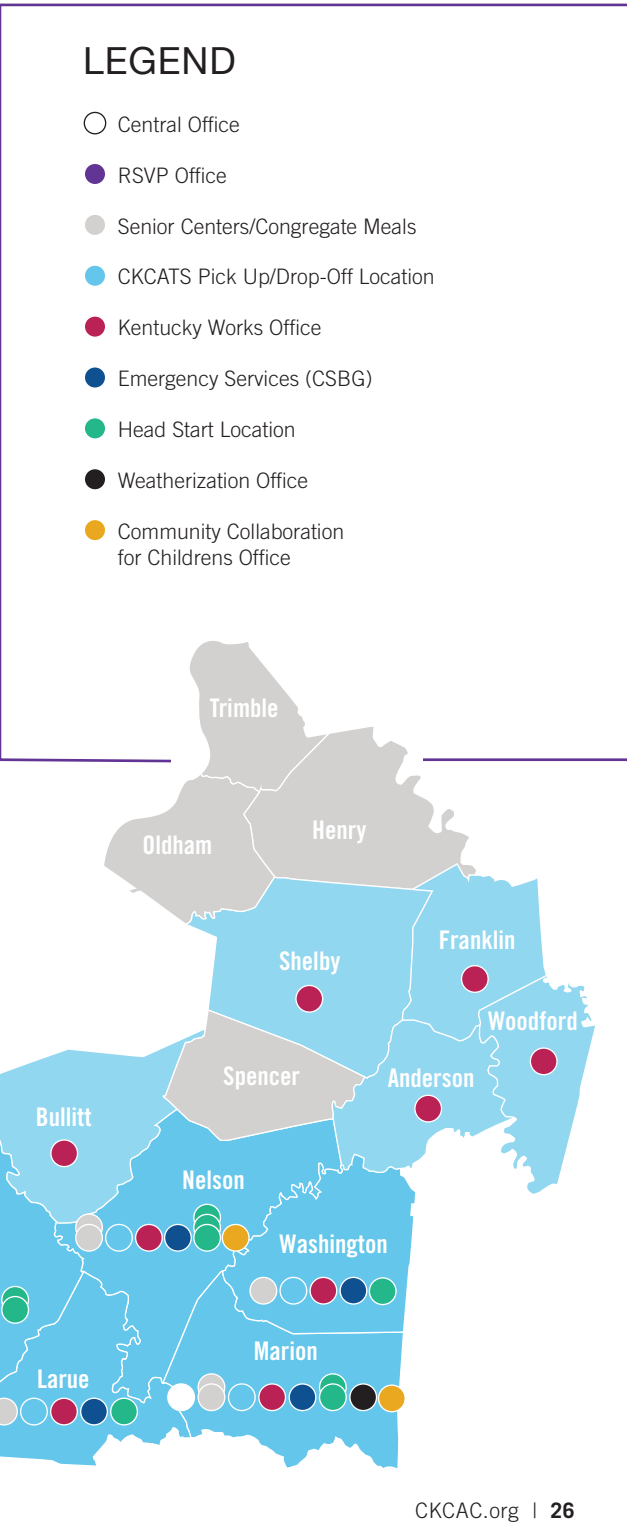 LEGEND
Central Office
RSVP Office
Senior Centers/Congregate Meals
CKCATS Pick Up/Drop-Off Location
Kentucky Works Office
Emergency Services (CSBG)
Head Start Location
Weatherization Office
Community Collaboration
for Childrens Office
Trimble
Henry
Oldham
Franklin
Shelby
Woodford
Spencer
Anderson
Bullitt
Nelson
Washington
Marion
Larue
CKCAC.org | 26